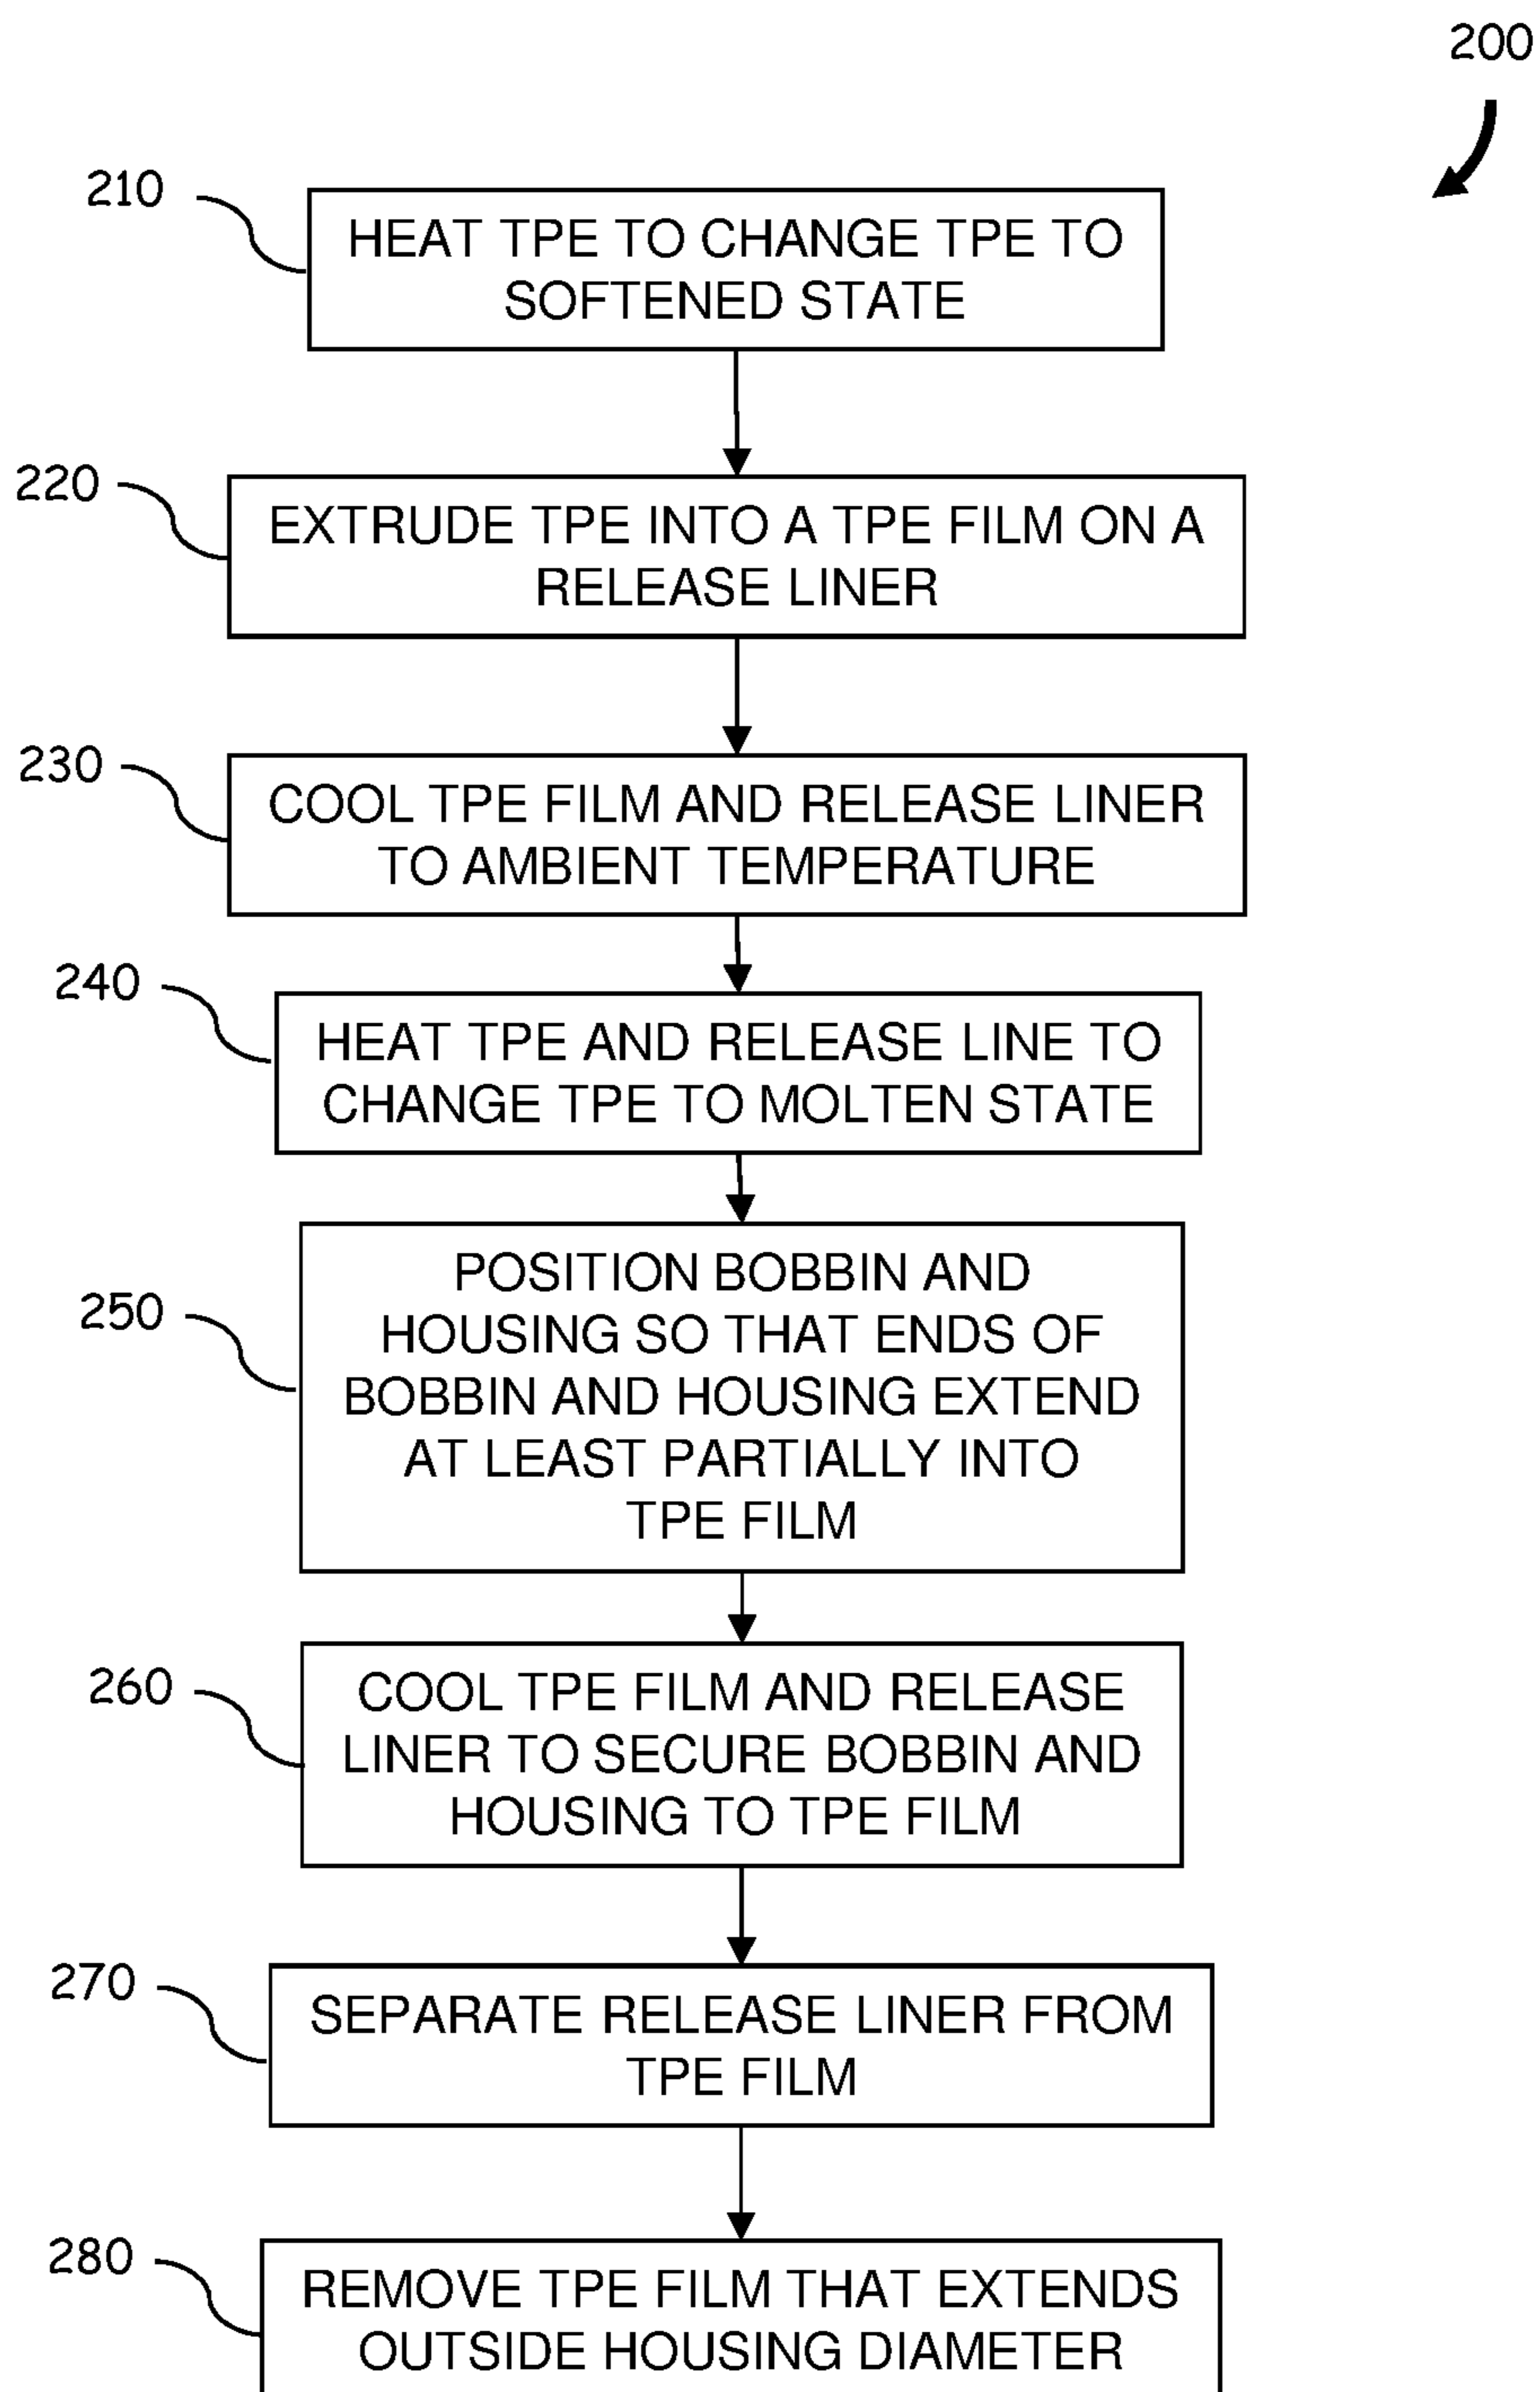 200
210
HEAT TPE TO CHANGE TPE TO
SOFTENED STATE
220
EXTRUDE TPE INTO A TPE FILM ON A
RELEASE LINER
230
COOL TPE FILM AND RELEASE LINER
TO AMBIENT TEMPERATURE
240
HEAT TPE AND RELEASE LINE TO
CHANGE TPE TO MOLTEN STATE
250
POSITION BOBBIN AND
HOUSING SO THAT ENDS OF
BOBBIN AND HOUSING EXTEND
AT LEAST PARTIALLY INTO
TPE FILM
260
COOL TPE FILM AND RELEASE
LINER TO SECURE BOBBIN AND
HOUSING TO TPE FILM
270
SEPARATE RELEASE LINER FROM
TPE FILM
280
REMOVE TPE FILM THAT EXTENDS
OUTSIDE HOUSING DIAMETER